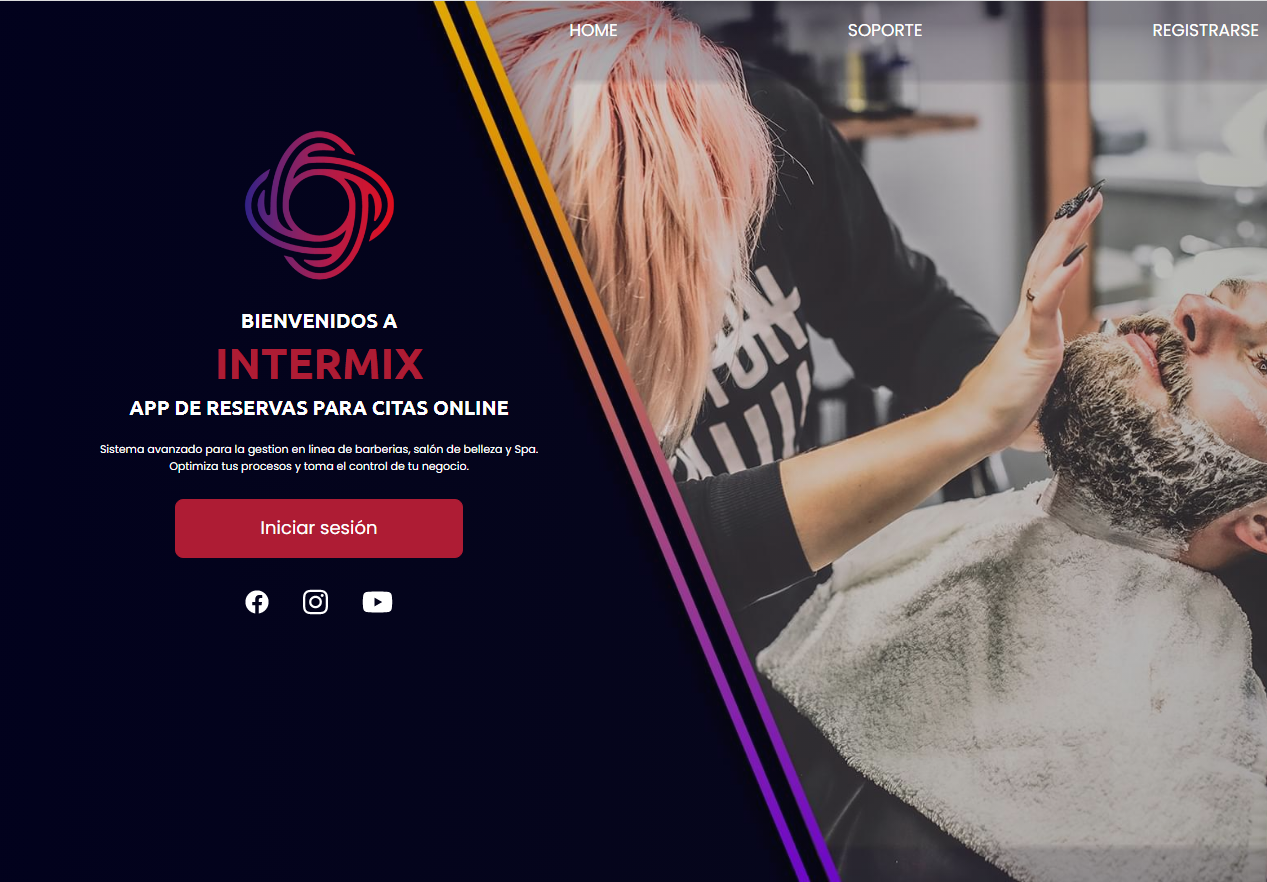 HOME SOPORTE REGISTRARSE
BIENVENIDOS A
INTERMIX
APP DE RESERVAS PARA CITAS ONLINE
Sistema avanzado para la gestion en linea de barberias, salón de belleza y Spa.
Optimiza tus procesos y toma el control de tu negocio.
Iniciar sesión